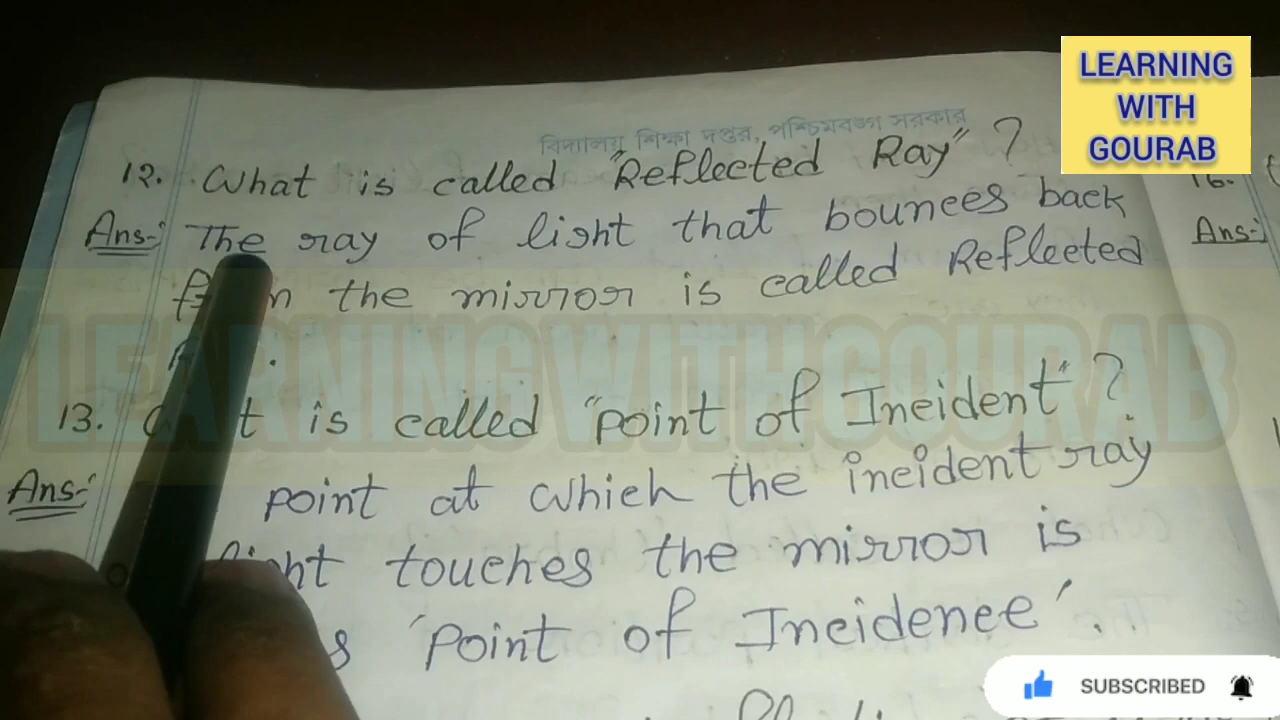 LEARNING
WITH
GOURAB
বিদ্যালয় শিক্ষা দপ্তর, পশ্চিমবঙ্গ সরকার
12. What is called "Reflected Ray" ?
Ans:- The ray of light that bounces back
the mirror is called Reflected
13. is called "Point of Incident" ?
Ans:- point at which the incident ray
touches the mirror is
'Point of Incidence'.
16.
Ans:-
LEARNINGWITHGOURAB
SUBSCRIBED